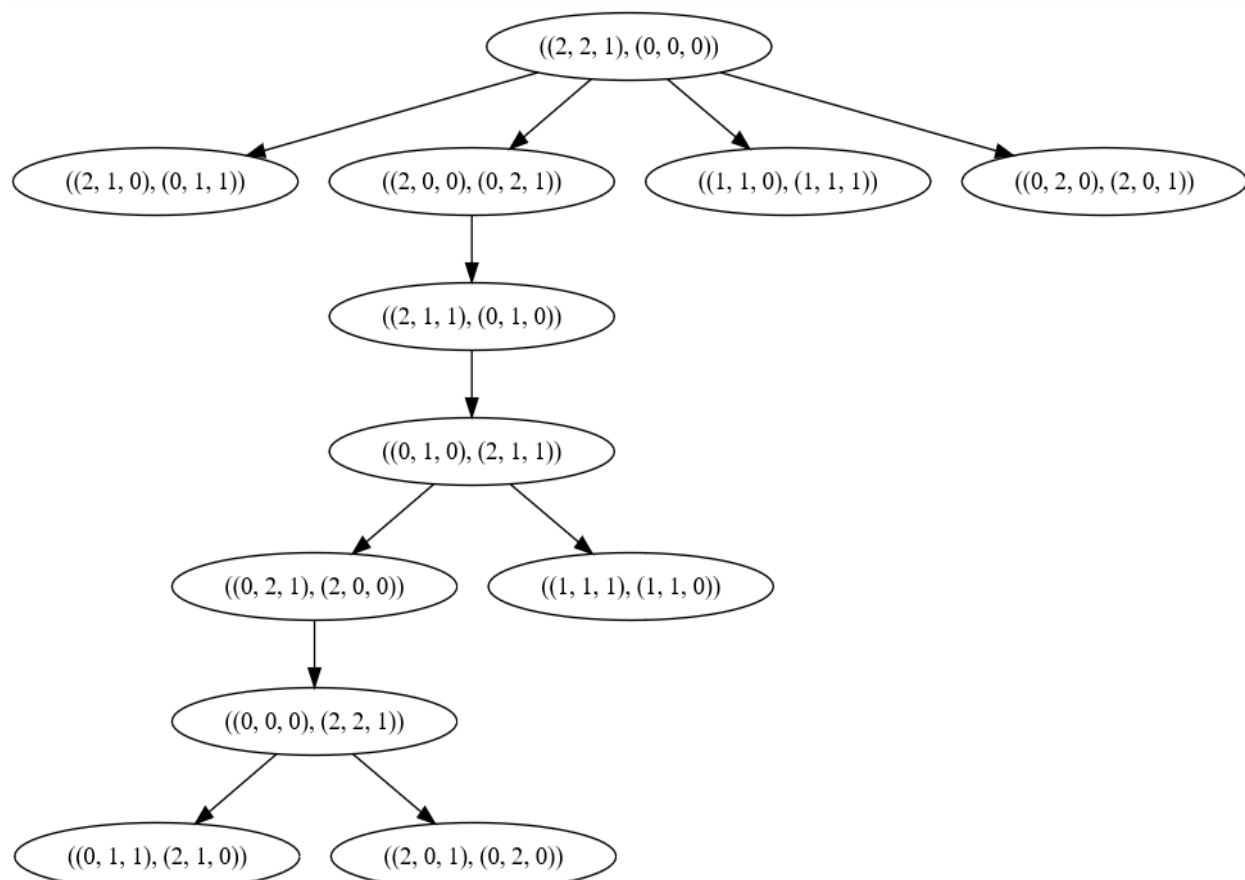 ((2, 2, 1), (0, 0, 0))
((2, 1, 0), (0, 1, 1))
((2, 0, 0), (0, 2, 1))
((1, 1, 0), (1, 1, 1))
((0, 2, 0), (2, 0, 1))
((2, 1, 1), (0, 1, 0))
((0, 1, 0), (2, 1, 1))
((0, 2, 1), (2, 0, 0))
((1, 1, 1), (1, 1, 0))
((0, 0, 0), (2, 2, 1))
((0, 1, 1), (2, 1, 0))
((2, 0, 1), (0, 2, 0))